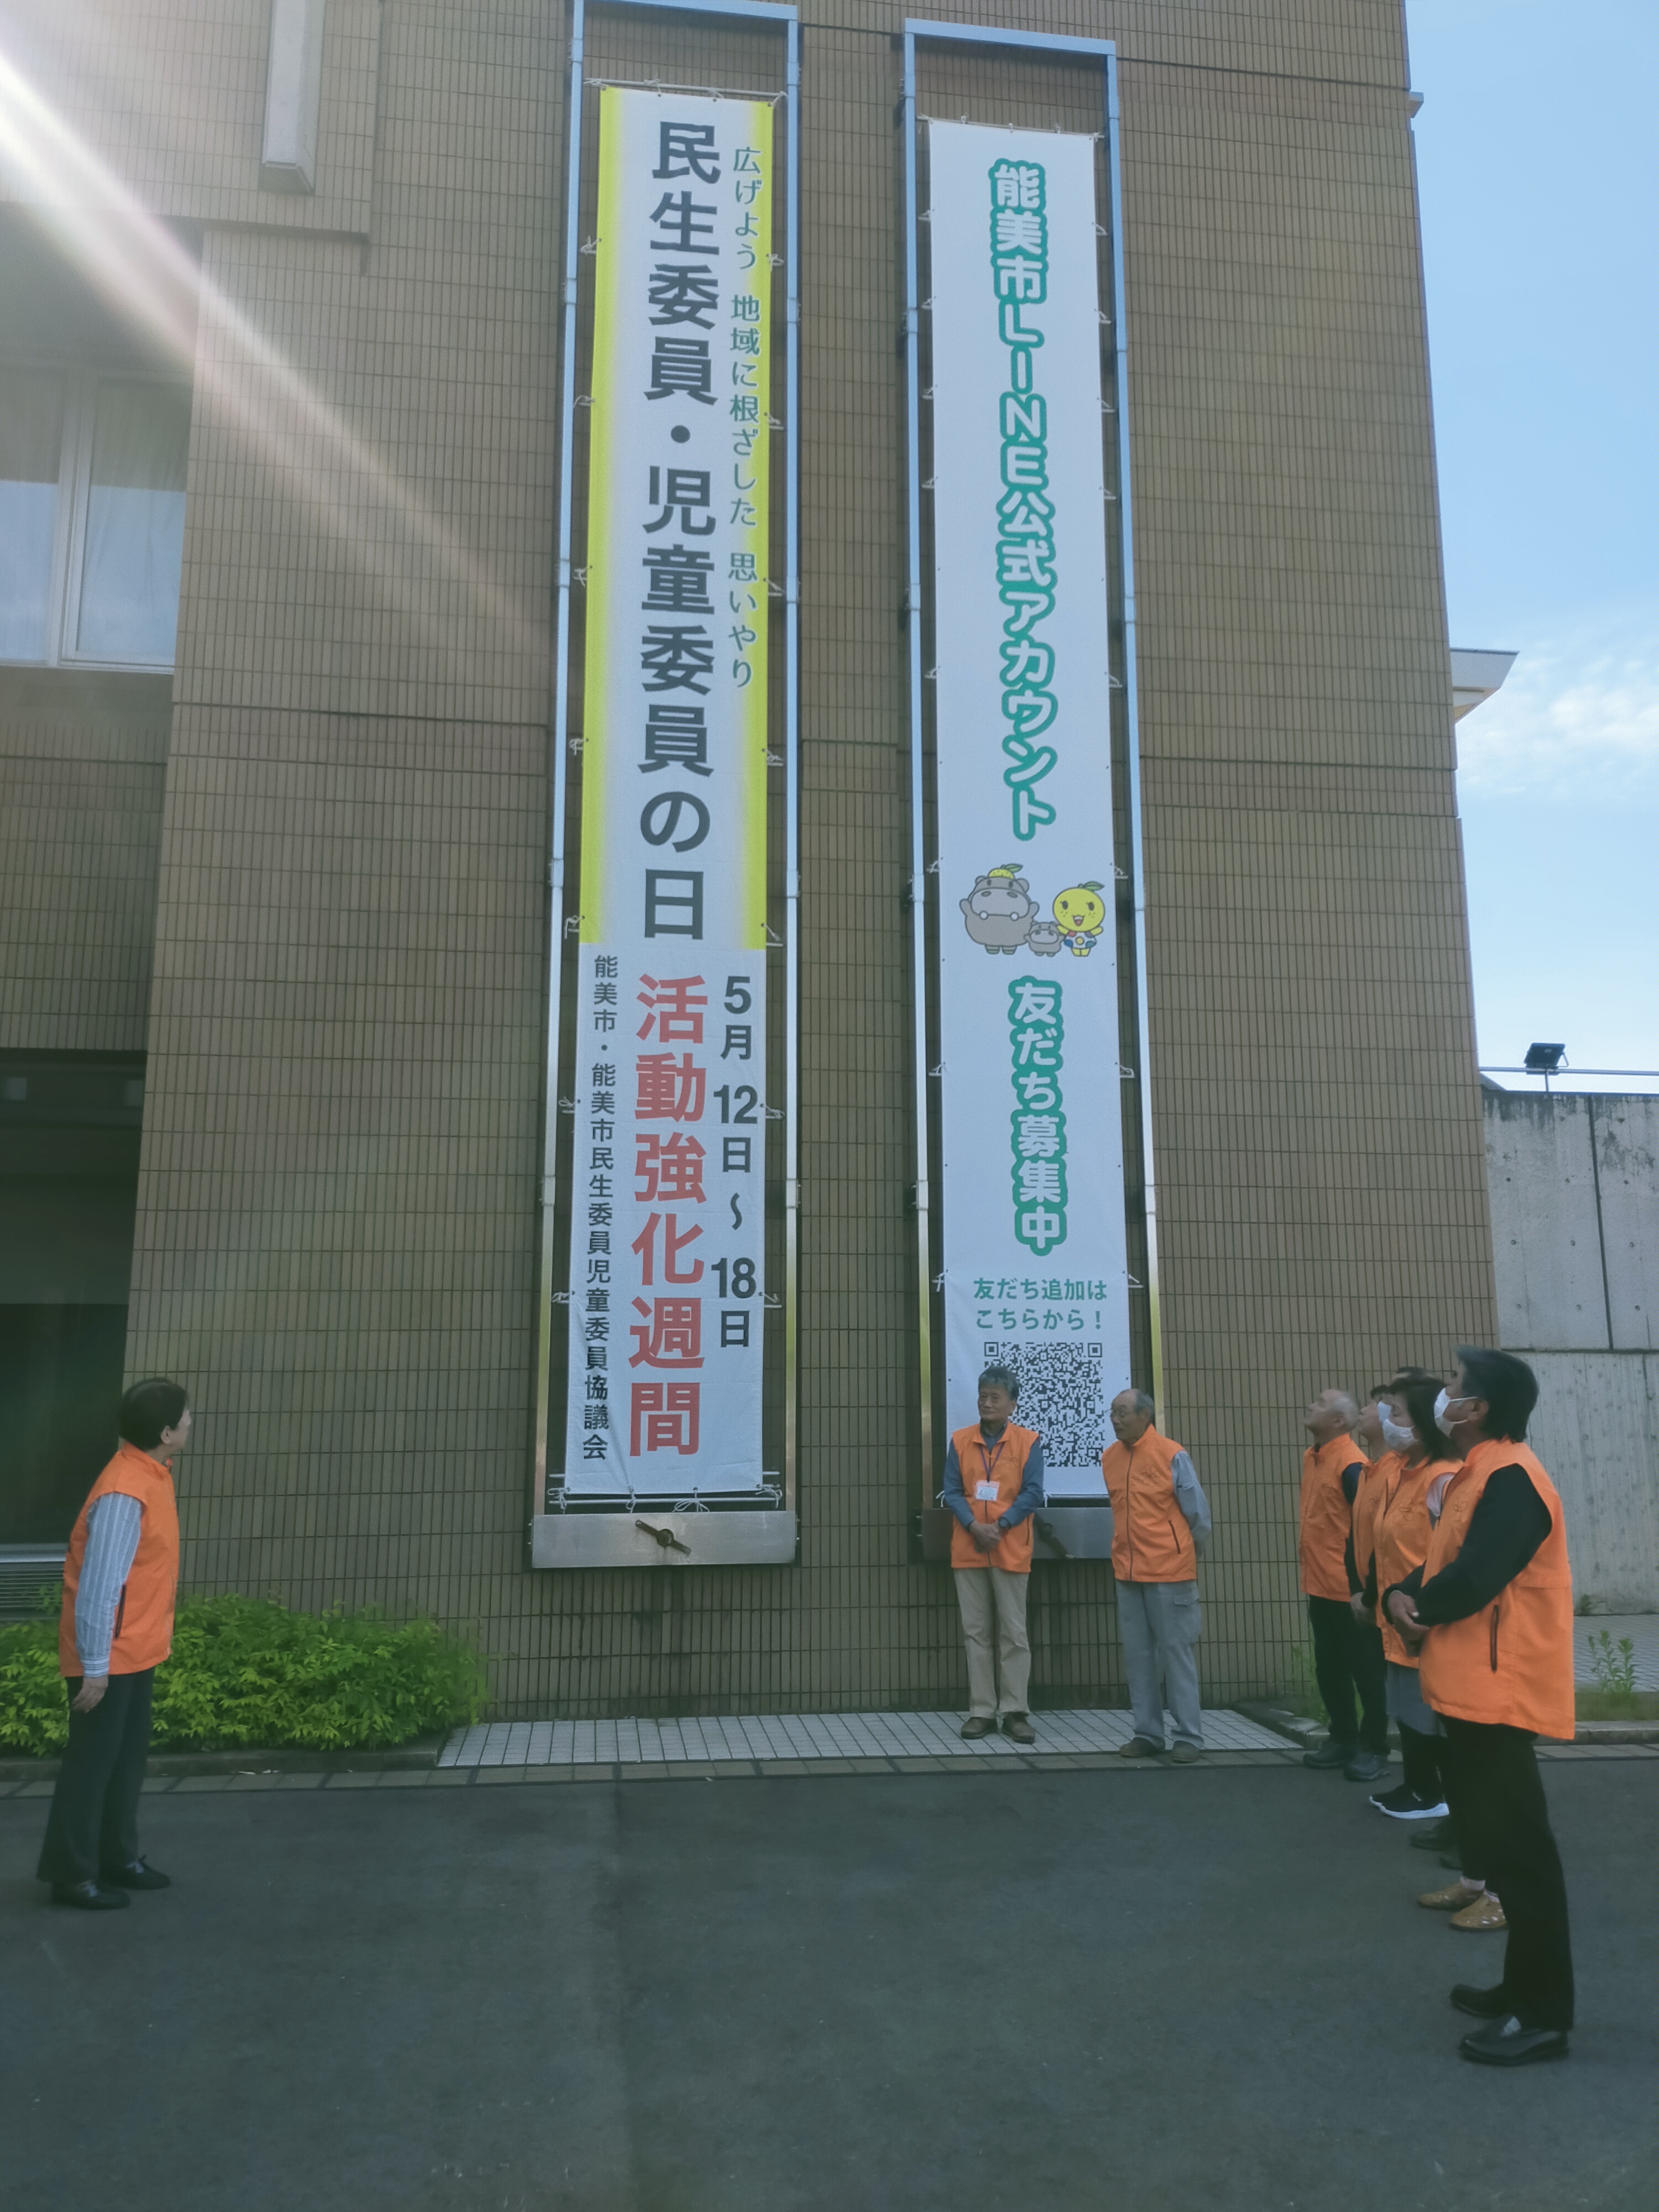 広げよう 地域に根ざした 思いやり
民生委員・児童委員の日
5月12日～18日
活動強化週間
能美市・能美市民生委員児童委員協議会
能美市LINE公式アカウント
友だち募集中
友だち追加は
こちらから！